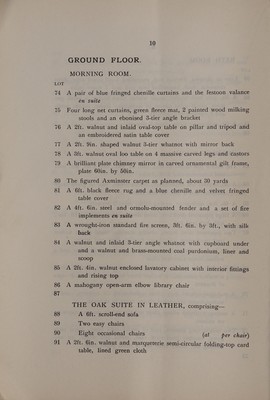 10
GROUND FLOOR.
MORNING ROOM.
LOT
74 A pair of blue fringed chenille curtains and the festoon valance
en suite
75 Four long net curtains, green fleece mat, 2 painted wood milking
stools and an ebonised 3-tier angle bracket
76 A 2ft. walnut and inlaid oval-top table on pillar and tripod and
an embroidered satin table cover
77 A 2ft. 9in. shaped walnut 3-tier whatnot with mirror back
78 A 5ft. walnut oval loo table on 4 massive carved legs and castors
79 A brilliant plate chimney mirror in carved ornamental gilt frame,
plate 60in. by 50in.
80 The figured Axminster carpet as planned, about 30 yards
81 A 6ft. black fleece rug and a blue chenille and velvet fringed
table cover
82 A 4ft. 6in. steel and ormolu-mounted fender and a set of fire
implements en suite
83 A wrought-iron standard fire screen, 3ft. 6in. by 3ft., with silk
back
84 A walnut and inlaid 3-tier angle whatnot with cupboard under
and a walnut and brass-mounted coal purdonium, liner and
scoop
85 A 2ft. 4in. walnut enclosed lavatory cabinet with interior fittings
and rising top
86 A mahogany open-arm elbow library chair
87
THE OAK SUITE IN LEATHER, comprising—
88 A 6ft. scroll-end sofa
89 Two easy chairs
90 Eight occasional chairs (at per chair)
91 A 2ft. 6in. walnut and marqueterie semi-circular folding-top card
table, lined green cloth